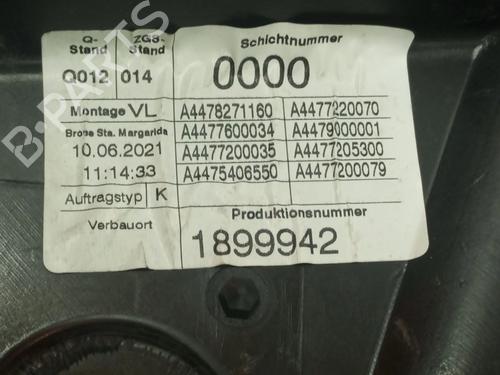 Q-Stand ZGS-Stand Schichtnummer
Q012 014 0000
Montage VL A4478271160 A4477220070
Brose Sta. Margarida A4477600034 A4479000001
10.06.2021 A4477200035 A4477205300
11:14:33 A4475406550 A4477200079
Auftragstyp K
Verbauort Produktionsnummer
1899942
B-PARTS